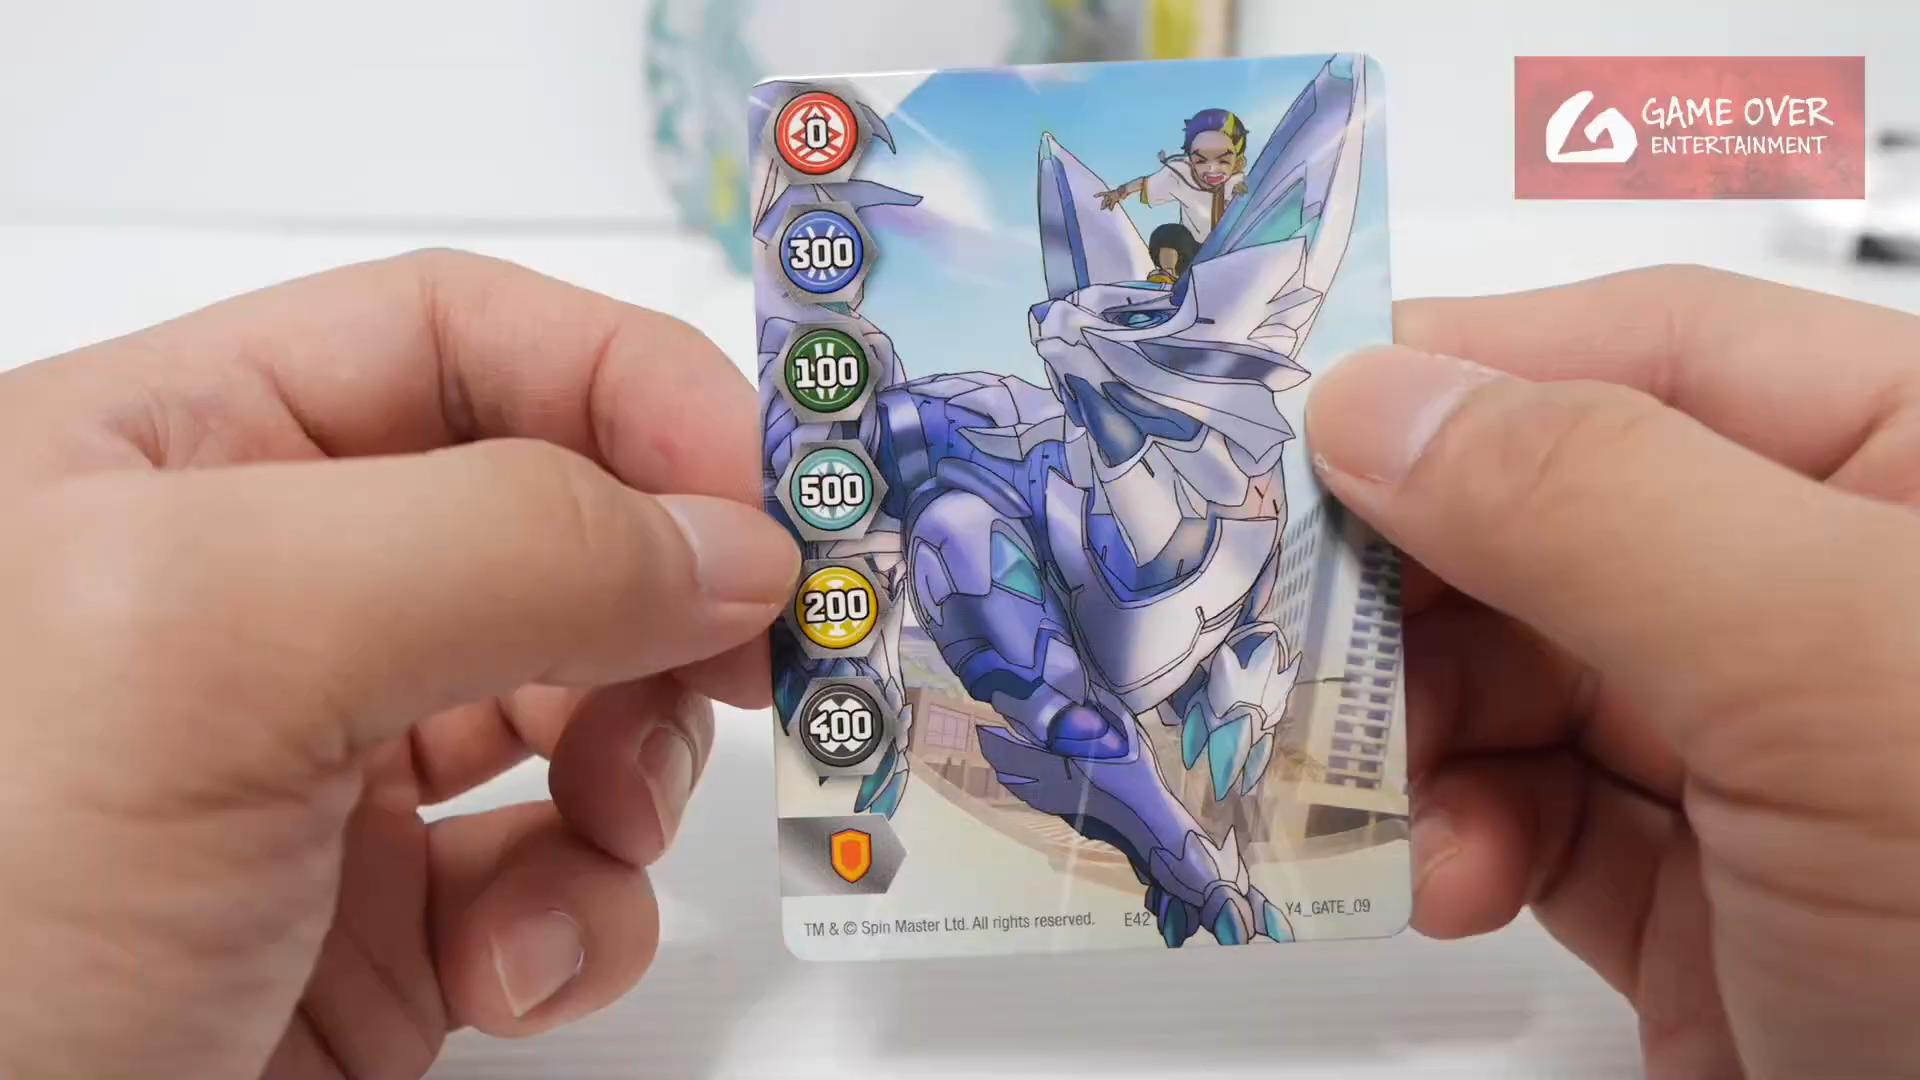 0
300
100
500
200
400
TM & © Spin Master Ltd. All rights reserved. E42
Y4_GATE_09
GAME OVER
ENTERTAINMENT